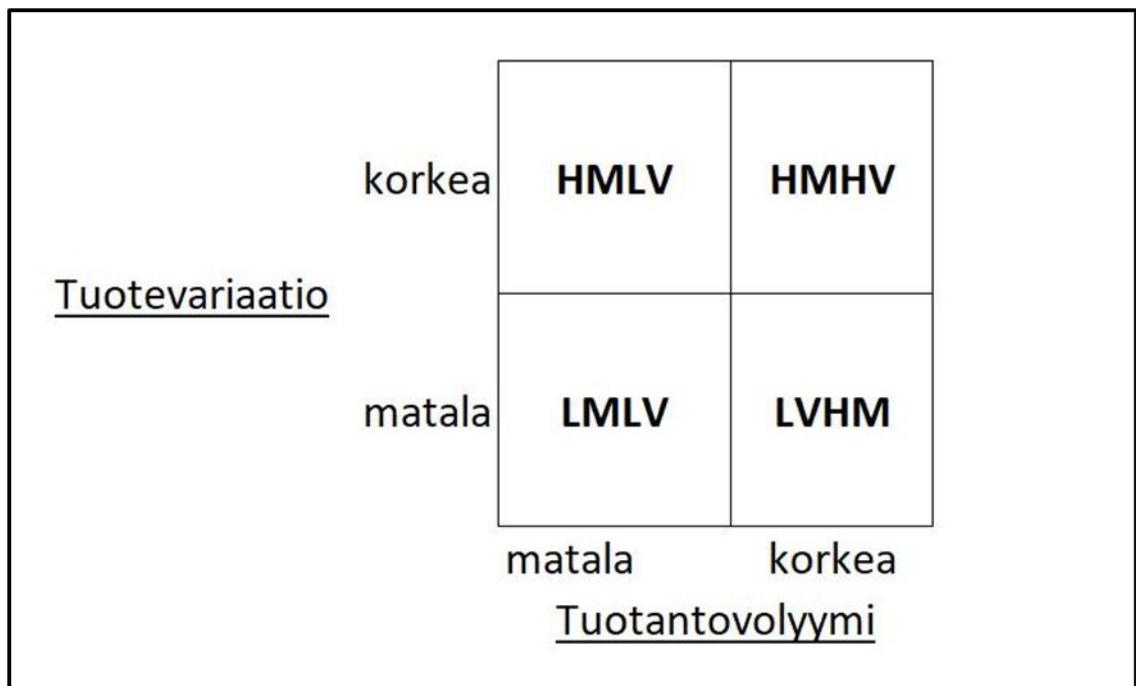 korkea HMLV HMHV
Tuotevariaatio
matala LMLV LVHM
matala korkea
Tuotantovolyymi